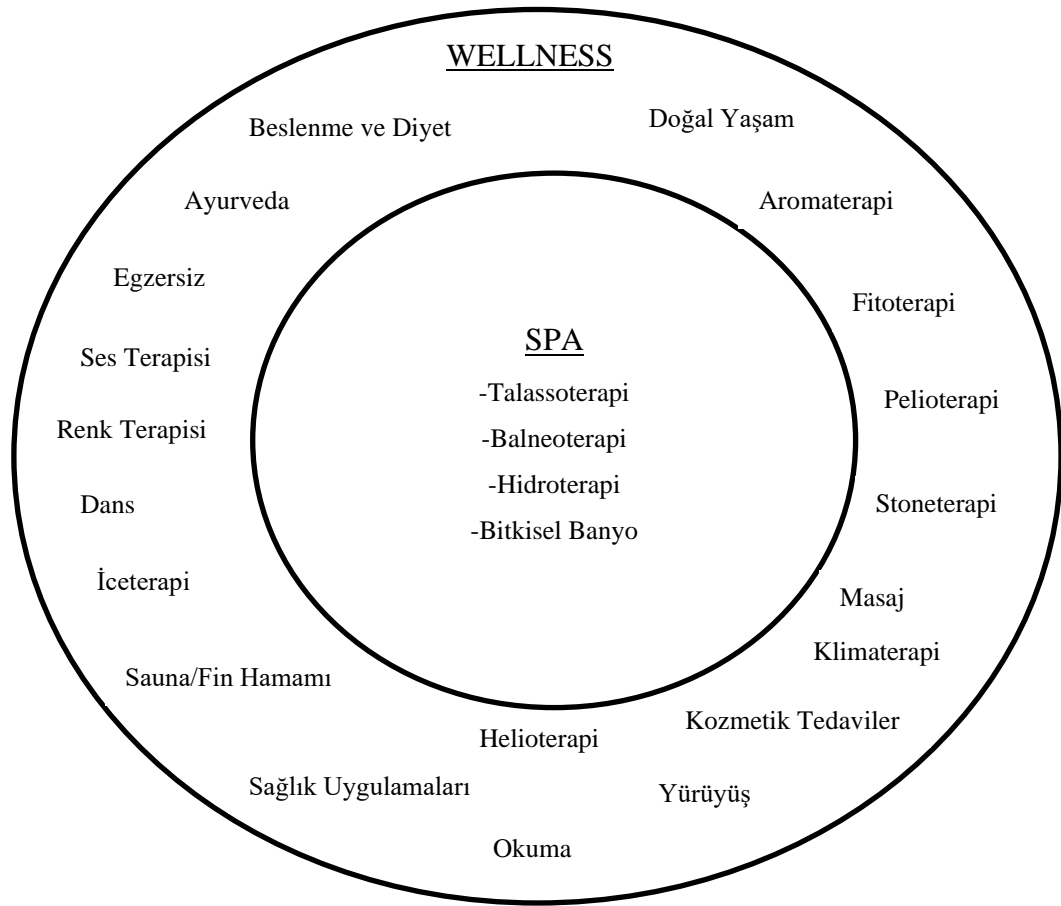 WELLNESS
Beslenme ve Diyet
Doğal Yaşam
Ayurveda
Aromaterapi
Egzersiz
Fitoterapi
SPA
Ses Terapisi
-Talassoterapi
Pelioterapi
Renk Terapisi
-Balneoterapi
-Hidroterapi
Dans
Stoneterapi
-Bitkisel Banyo
İceterapi
Masaj
Klimaterapi
Sauna/Fin Hamamı
Kozmetik Tedaviler
Helioterapi
Sağlık Uygulamaları
Yürüyüş
Okuma